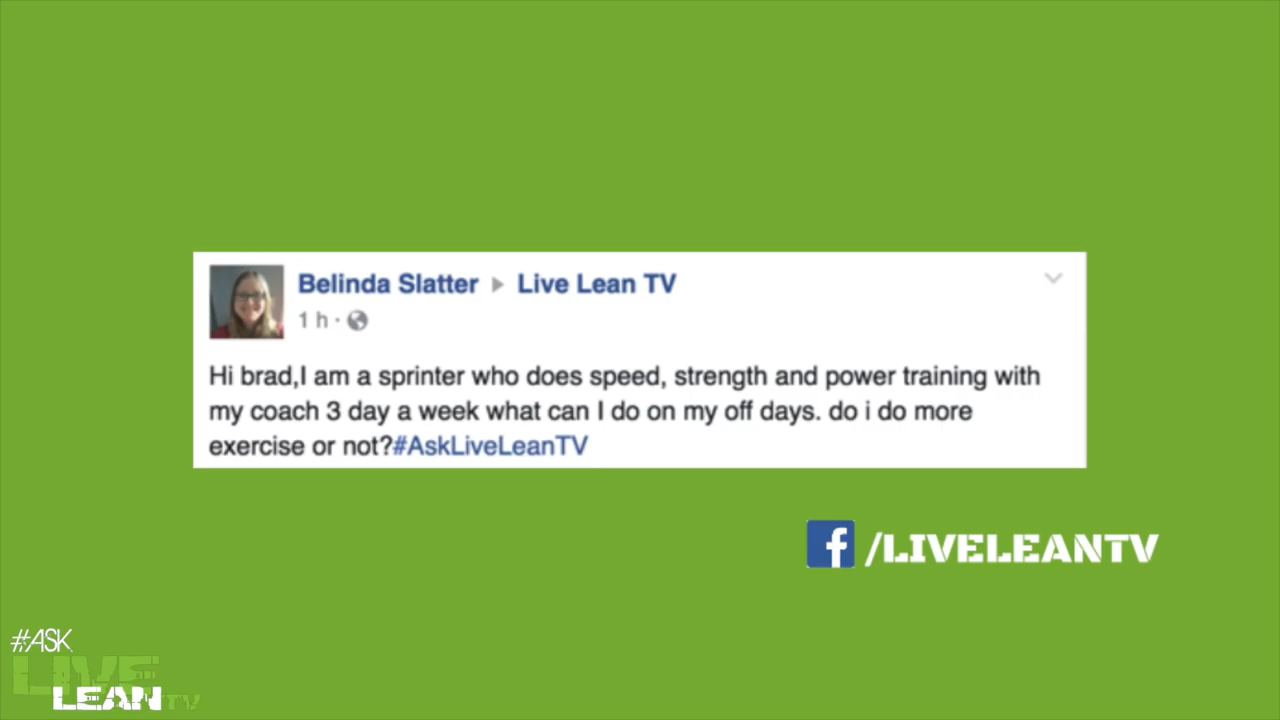 Belinda Slatter ▶ Live Lean TV
1 h ·
Hi brad,I am a sprinter who does speed, strength and power training with
my coach 3 day a week what can I do on my off days. do i do more
exercise or not?#AskLiveLeanTV
f /LIVELEANTV
#ASK
LIVE
LEAN TV